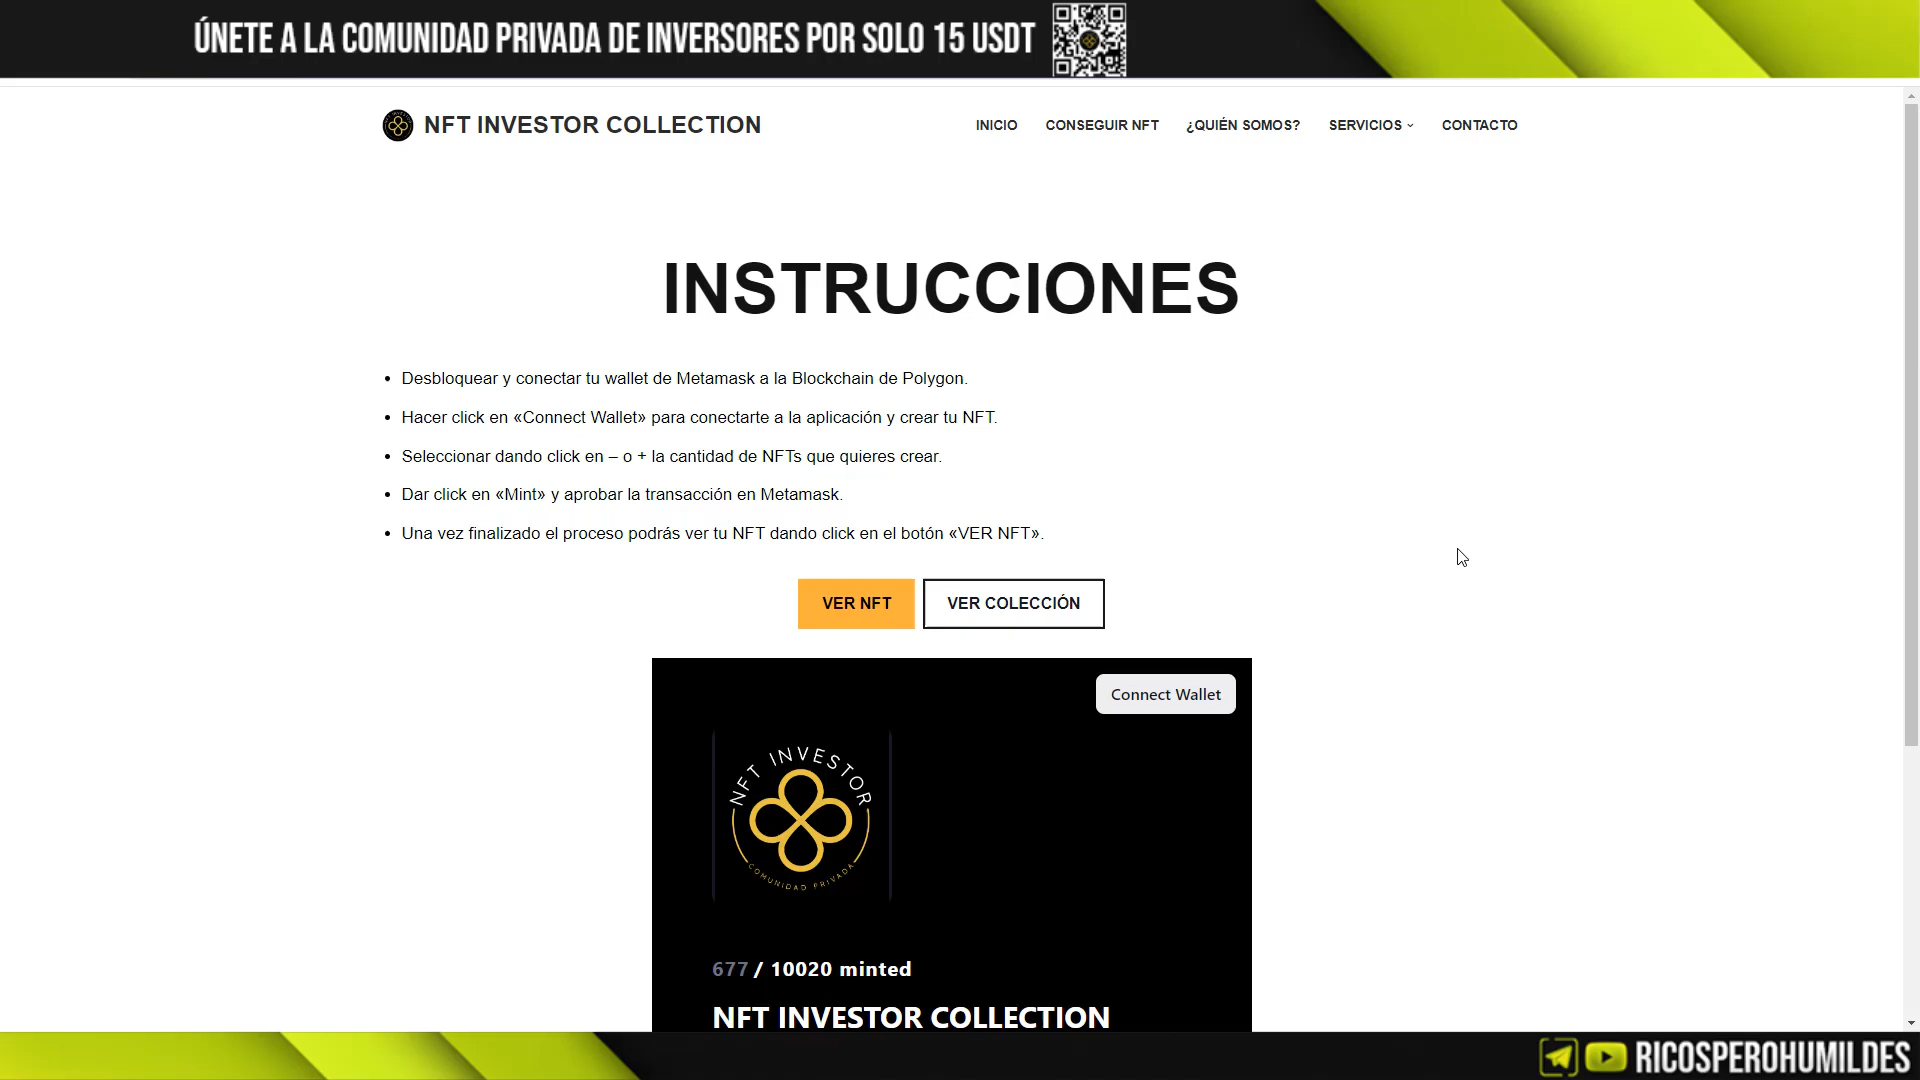 ÚNETE A LA COMUNIDAD PRIVADA DE INVERSORES POR SOLO 15 USDT
NFT INVESTOR COLLECTION
INICIO
CONSEGUIR NFT
¿QUIÉN SOMOS?
SERVICIOS
CONTACTO
INSTRUCCIONES
• Desbloquear y conectar tu wallet de Metamask a la Blockchain de Polygon.
• Hacer click en «Connect Wallet» para conectarte a la aplicación y crear tu NFT.
• Seleccionar dando click en – o + la cantidad de NFTs que quieres crear.
• Dar click en «Mint» y aprobar la transacción en Metamask.
• Una vez finalizado el proceso podrás ver tu NFT dando click en el botón «VER NFT».
VER NFT
VER COLECCIÓN
Connect Wallet
NFT INVESTOR
COMUNIDAD PRIVADA
677 / 10020 minted
NFT INVESTOR COLLECTION
RICOSPEROHUMILDES